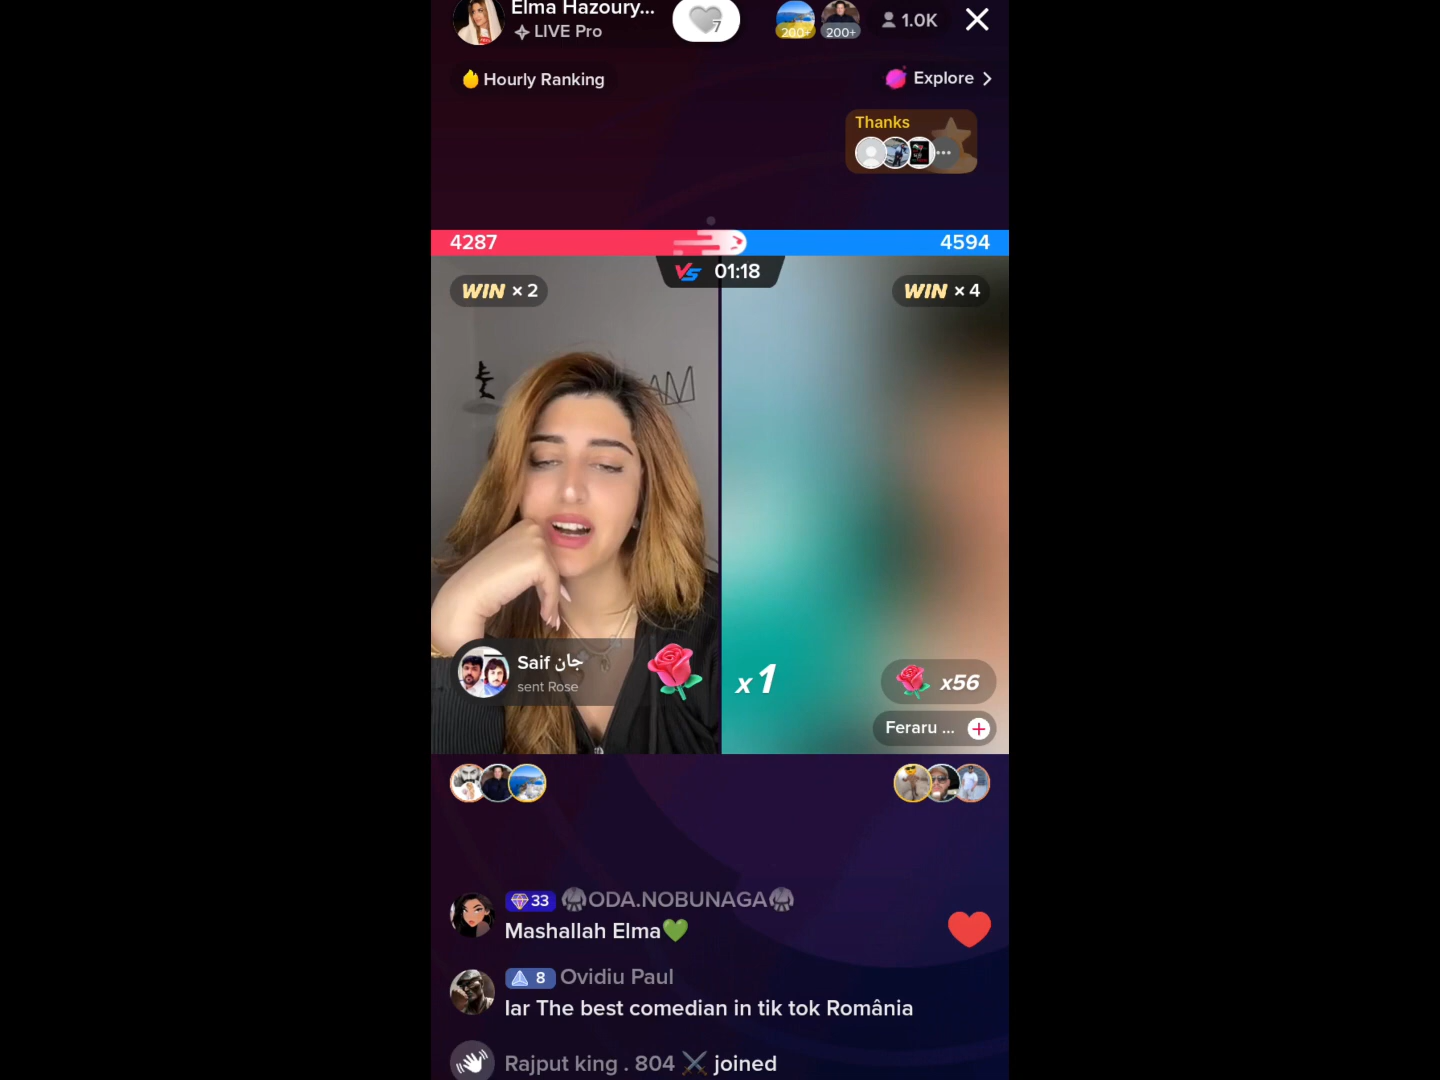 Elma Hazoury...
LIVE Pro
7
200+
200+
1.0K
Hourly Ranking
Explore
Thanks
4287
4594
VS 01:18
WIN × 2
WIN × 4
Saif جان
sent Rose
x1
x56
Feraru ...
33 ODA.NOBUNAGA
Mashallah Elma💚
8 Ovidiu Paul
Iar The best comedian in tik tok România
Rajput king . 804 ⚔️ joined